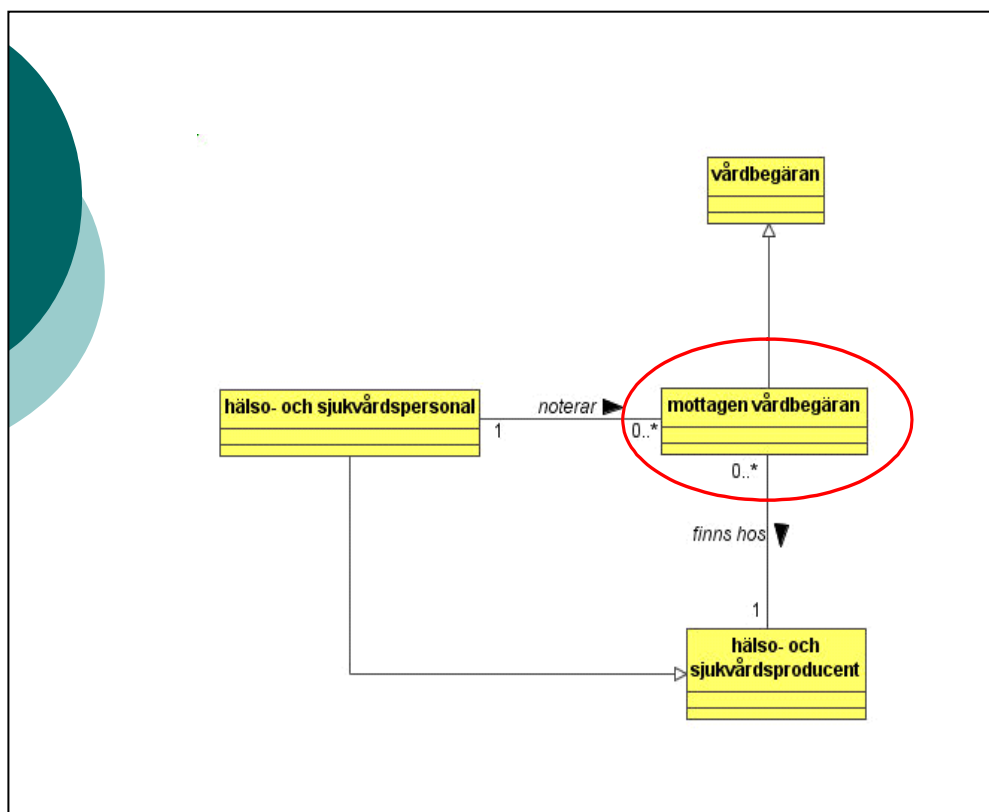 vårdbegäran
hälso- och sjukvårdspersonal
noterar
mottagen vårdbegäran
1
0..*
0..*
finns hos
1
hälso- och
sjukvårdsproducent